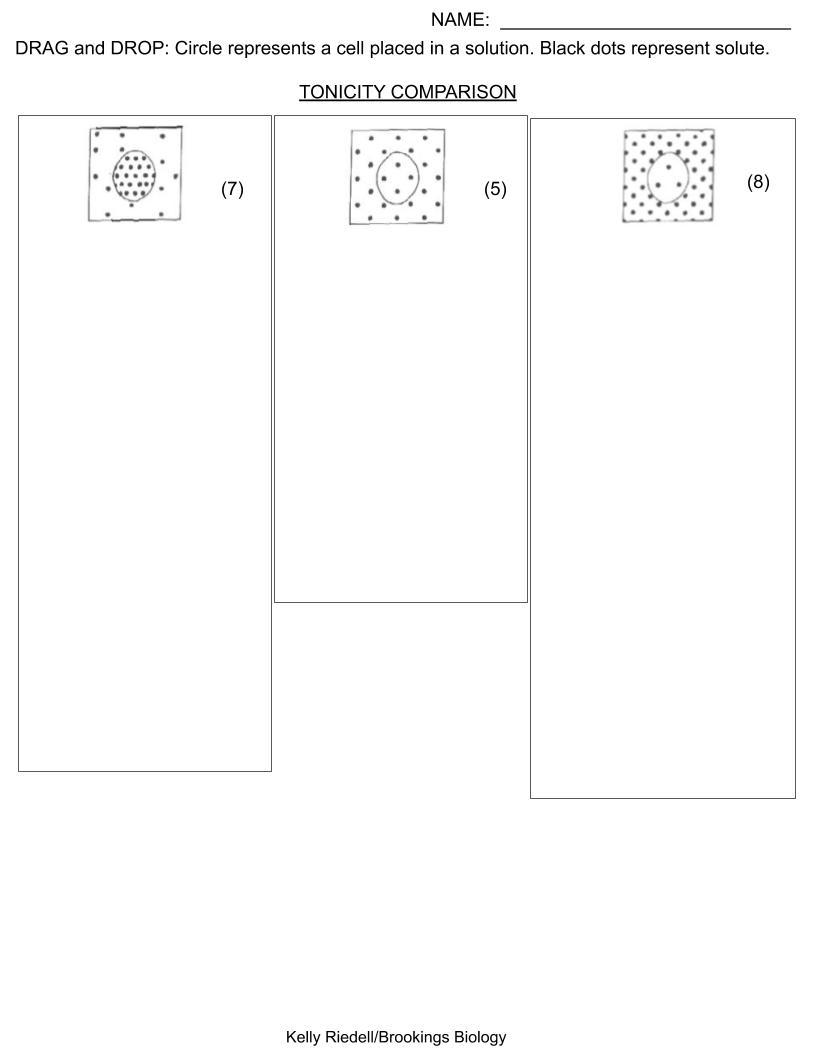 NAME: 
DRAG and DROP: Circle represents a cell placed in a solution. Black dots represent solute.
TONICITY COMPARISON
(7)
(5)
(8)
Kelly Riedell/Brookings Biology